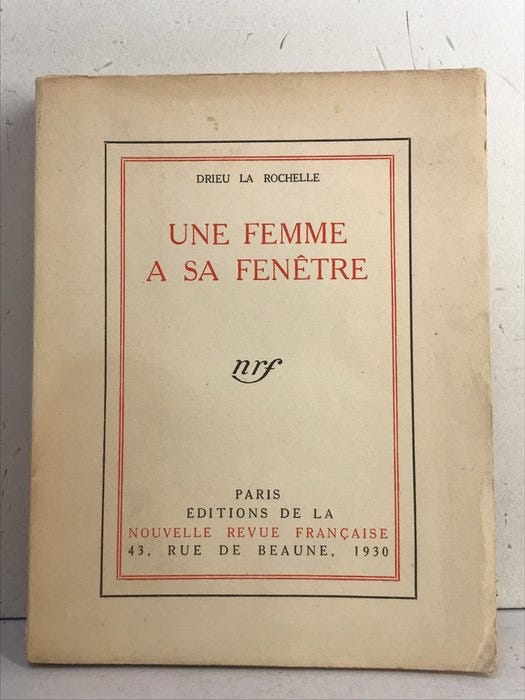 DRIEU LA ROCHELLE
UNE FEMME
A SA FENÊTRE
nrf
PARIS
ÉDITIONS DE LA
NOUVELLE REVUE FRANÇAISE
43, RUE DE BEAUNE, 1930